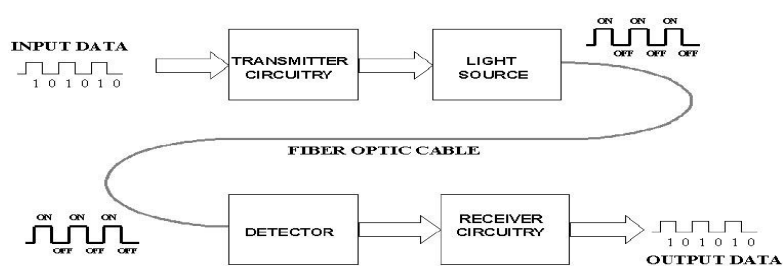 ON ON ON
OFF OFF OFF
INPUT DATA
1 0 1 0 1 0
TRANSMITTER
CIRCUITRY
LIGHT
SOURCE
FIBER OPTIC CABLE
ON ON ON
OFF OFF OFF
DETECTOR
RECEIVER
CIRCUITRY
1 0 1 0 1 0
OUTPUT DATA